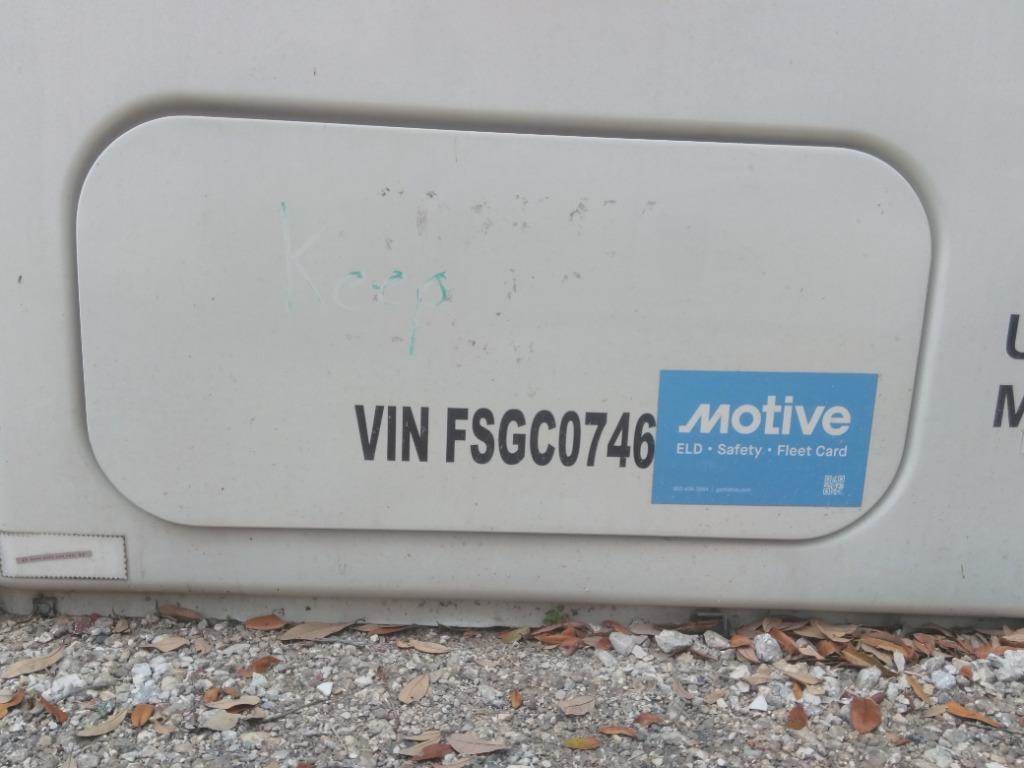 Keep
VIN FSGC0746
Motive
ELD · Safety · Fleet Card